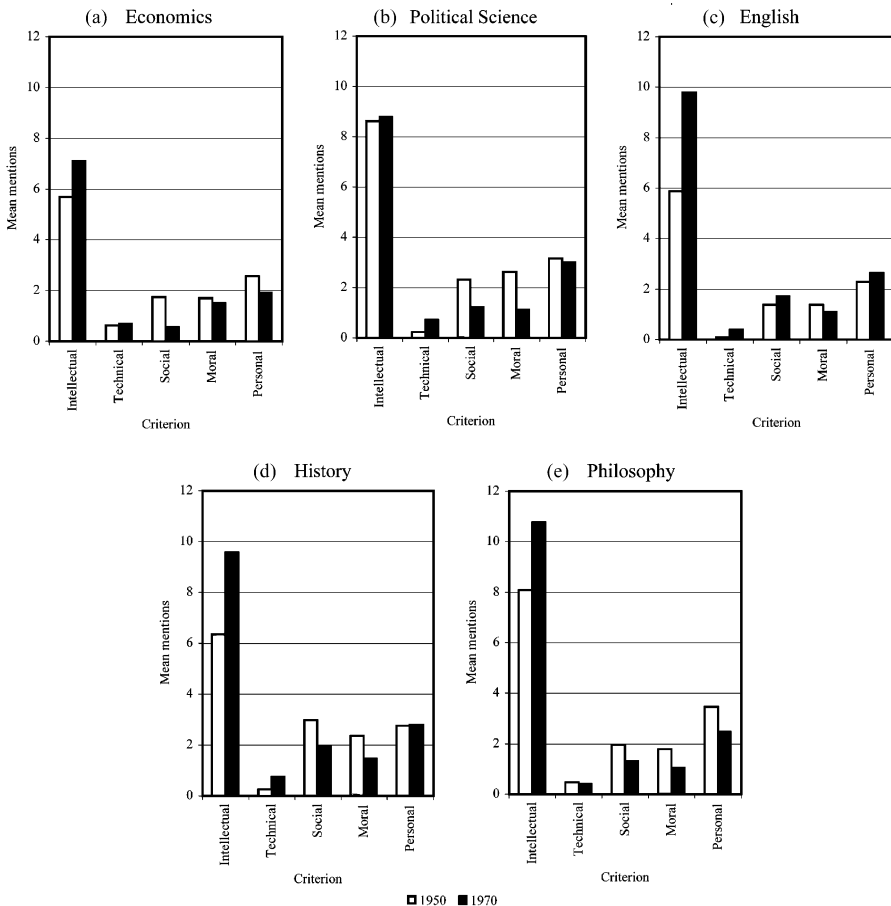 (a) Economics
12
10
8
6
4
2
0
Mean mentions
Intellectual
Technical
Social
Moral
Personal
Criterion
(b) Political Science
12
10
8
6
4
2
0
Mean mentions
Intellectual
Technical
Social
Moral
Personal
Criterion
(c) English
12
10
8
6
4
2
0
Mean mentions
Intellectual
Technical
Social
Moral
Personal
Criterion
(d) History
12
10
8
6
4
2
0
Mean mentions
Intellectual
Technical
Social
Moral
Personal
Criterion
(e) Philosophy
12
10
8
6
4
2
0
Mean mentions
Intellectual
Technical
Social
Moral
Personal
Criterion
1950 1970